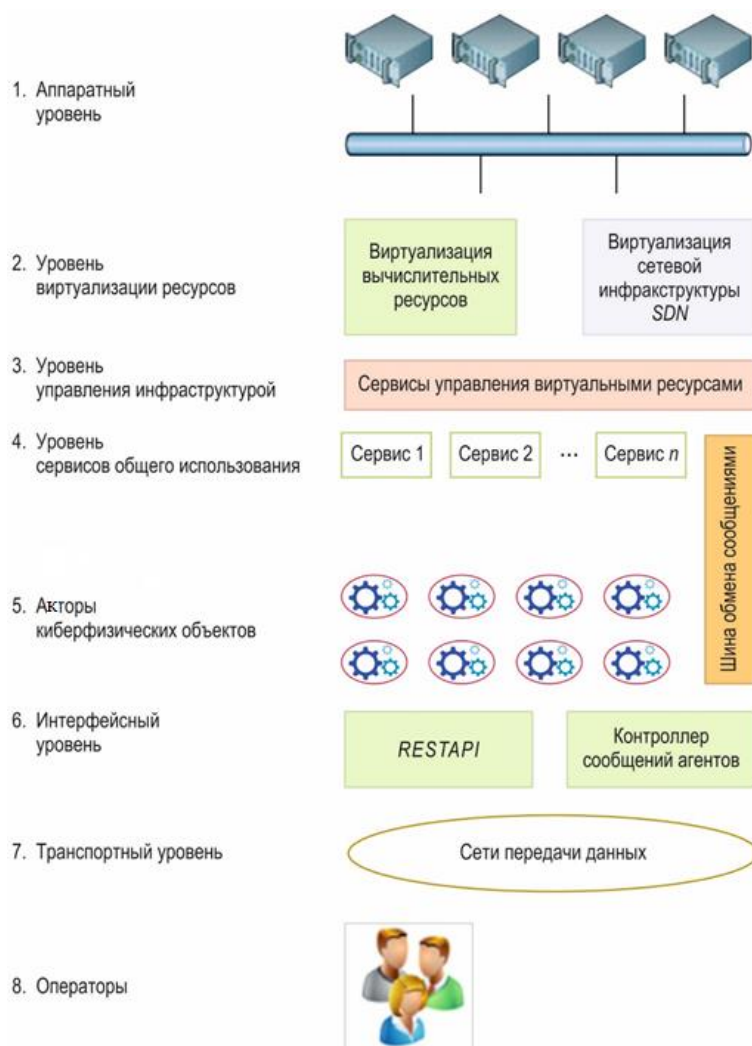 1. Аппаратный
уровень
2. Уровень
виртуализации ресурсов
Виртуализация
вычислительных
ресурсов
Виртуализация
сетевой
инфракструктуры
SDN
3. Уровень
управления инфраструктурой
Сервисы управления виртуальными ресурсами
4. Уровень
сервисов общего использования
Сервис 1
Сервис 2
...
Сервис n
Шина обмена сообщениями
5. Акторы
киберфизических объектов
6. Интерфейсный
уровень
RESTAPI
Контроллер
сообщений агентов
7. Транспортный уровень
Сети передачи данных
8. Операторы